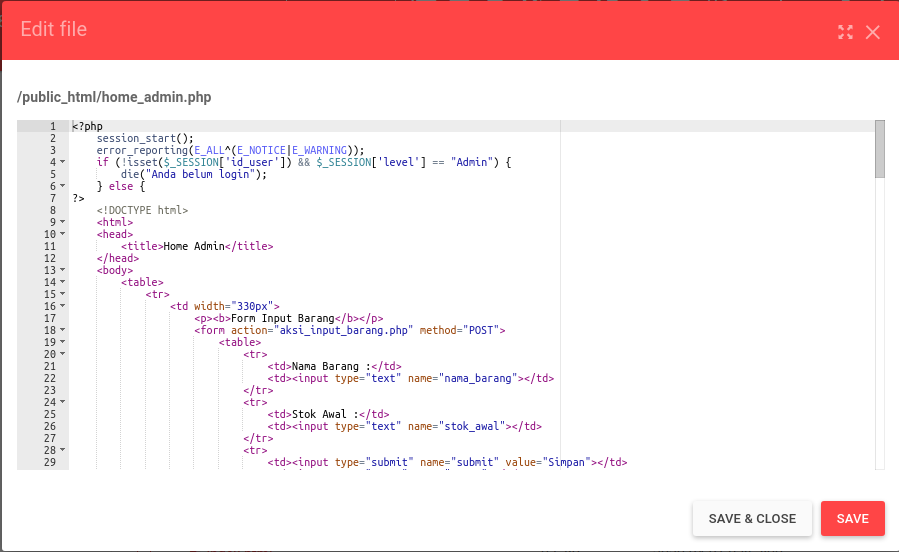 Edit file
/public_html/home_admin.php
1 <?php
2 session_start();
3 error_reporting(E_ALL^(E_NOTICE|E_WARNING));
4 if (!isset($_SESSION['id_user']) && $_SESSION['level'] == "Admin") {
5 die("Anda belum login");
6 } else {
7 ?>
8 <!DOCTYPE html>
9 <html>
10 <head>
11 <title>Home Admin</title>
12 </head>
13 <body>
14 <table>
15 <tr>
16 <td width="330px">
17 <p><b>Form Input Barang</b></p>
18 <form action="aksi_input_barang.php" method="POST">
19 <table>
20 <tr>
21 <td>Nama Barang :</td>
22 <td><input type="text" name="nama_barang"></td>
23 </tr>
24 <tr>
25 <td>Stok Awal :</td>
26 <td><input type="text" name="stok_awal"></td>
27 </tr>
28 <tr>
29 <td><input type="submit" name="submit" value="Simpan"></td>
SAVE & CLOSE
SAVE